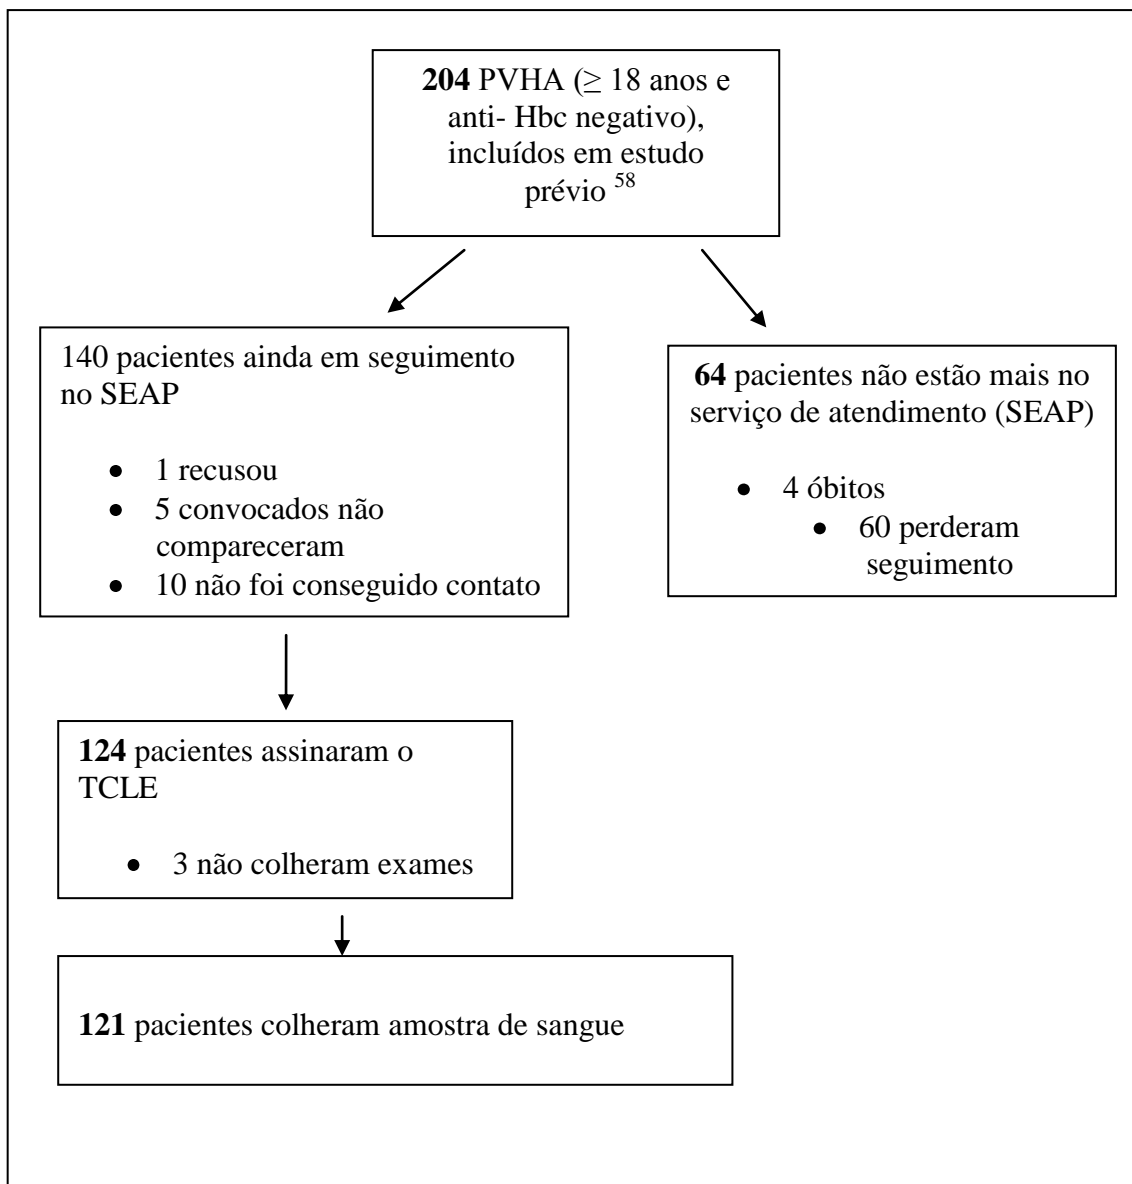 204 PVHA (≥ 18 anos e
anti- Hbc negativo),
incluídos em estudo
prévio 58
140 pacientes ainda em seguimento
no SEAP
• 1 recusou
• 5 convocados não
compareceram
• 10 não foi conseguido contato
64 pacientes não estão mais no
serviço de atendimento (SEAP)
• 4 óbitos
• 60 perderam
seguimento
124 pacientes assinaram o
TCLE
• 3 não colheram exames
121 pacientes colheram amostra de sangue